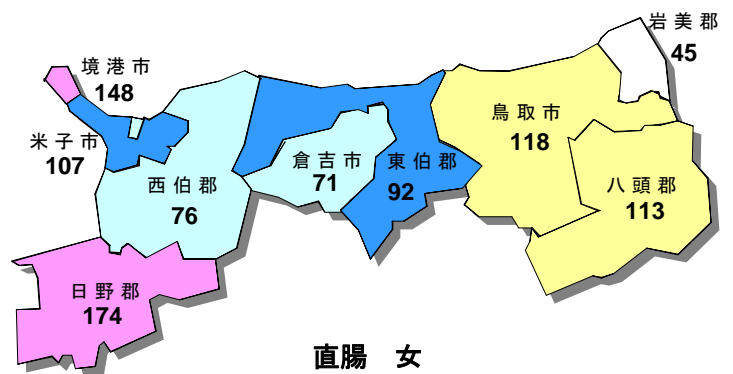 岩美郡
45
境港市
148
鳥取市
118
米子市
107
倉吉市
71
東伯郡
92
八頭郡
113
西伯郡
76
日野郡
174
直腸 女